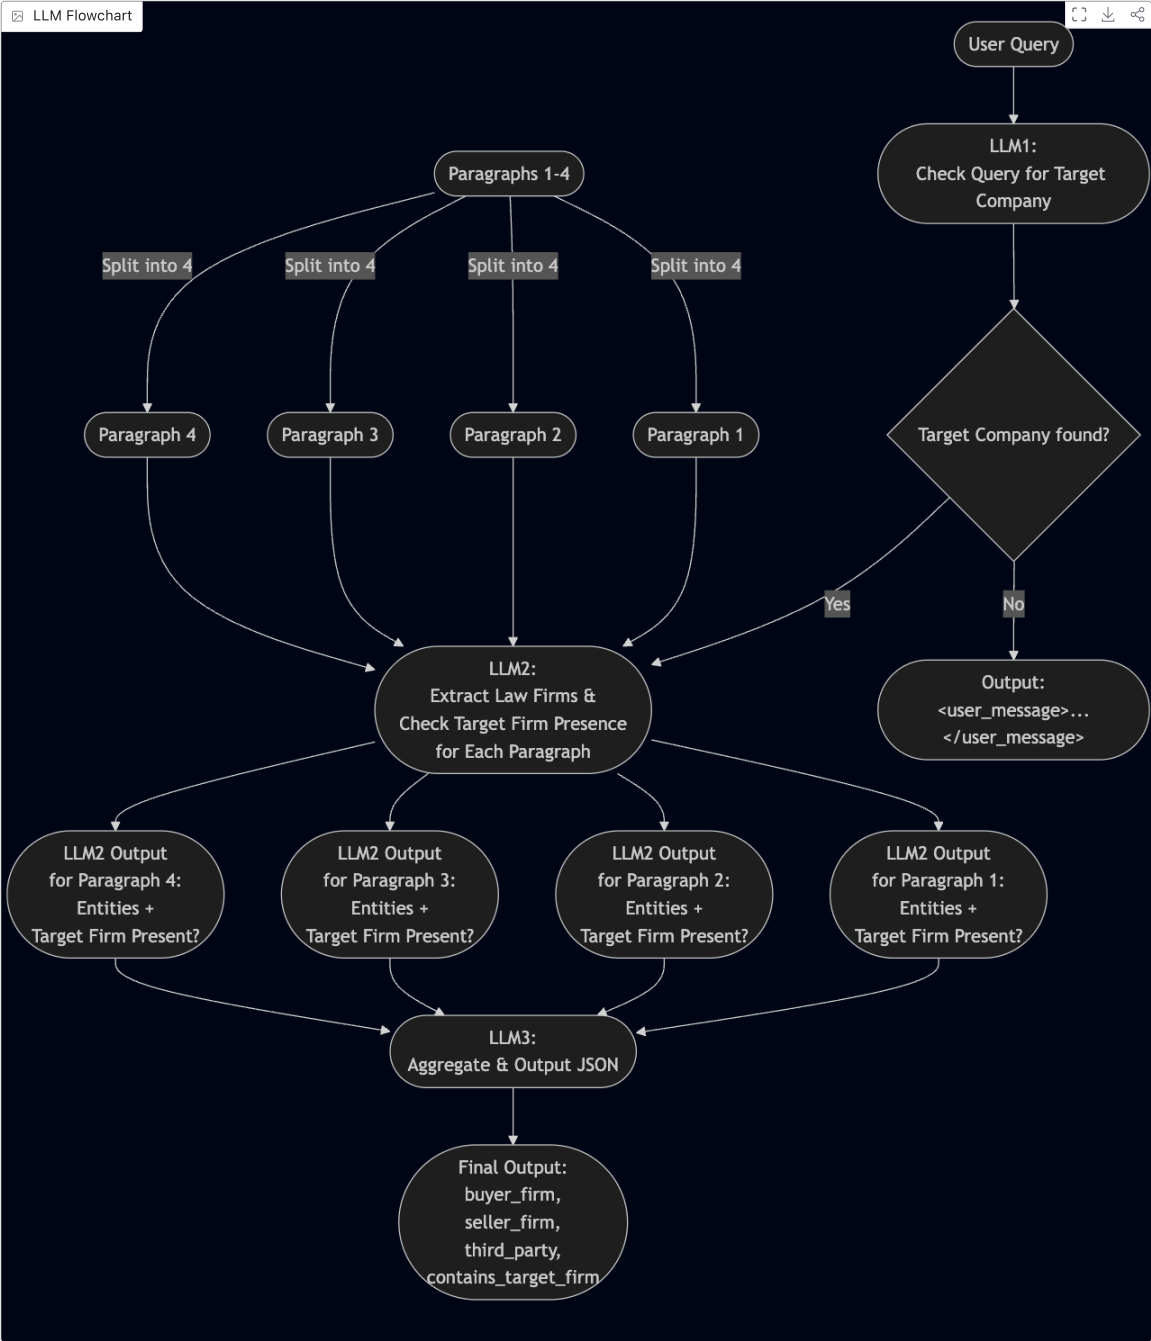 LLM Flowchart
User Query
LLM1:
Check Query for Target
Company
Paragraphs 1-4
Split into 4
Split into 4
Split into 4
Split into 4
Paragraph 4
Paragraph 3
Paragraph 2
Paragraph 1
Target Company found?
Yes
No
LLM2:
Extract Law Firms &
Check Target Firm Presence
for Each Paragraph
Output:
<user_message>...
</user_message>
LLM2 Output
for Paragraph 4:
Entities +
Target Firm Present?
LLM2 Output
for Paragraph 3:
Entities +
Target Firm Present?
LLM2 Output
for Paragraph 2:
Entities +
Target Firm Present?
LLM2 Output
for Paragraph 1:
Entities +
Target Firm Present?
LLM3:
Aggregate & Output JSON
Final Output:
buyer_firm,
seller_firm,
third_party,
contains_target_firm